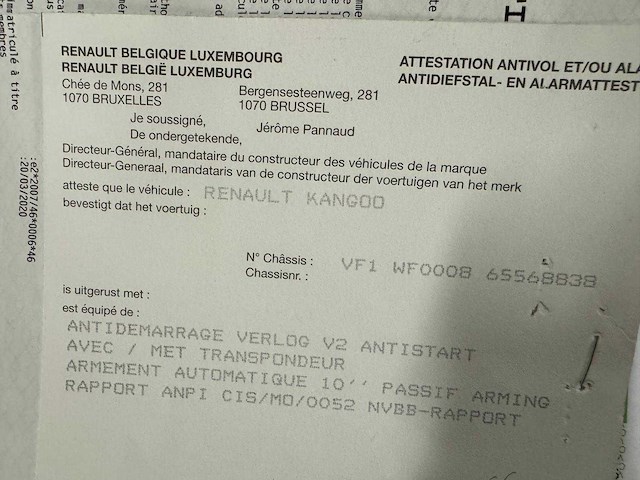 RENAULT BELGIQUE LUXEMBOURG
RENAULT BELGIË LUXEMBURG
Chée de Mons, 281
1070 BRUXELLES
Bergensesteenweg, 281
1070 BRUSSEL
ATTESTATION ANTIVOL ET/OU ALA
ANTIDIEFSTAL- EN ALARMATTEST
Je soussigné,
De ondergetekende,
Jérôme Pannaud
Directeur-Général, mandataire du constructeur des véhicules de la marque
Directeur-Generaal, mandataris van de constructeur der voertuigen van het merk
atteste que le véhicule : RENAULT KANGOO
bevestigt dat het voertuig :
N° Châssis : VF1 WF0008 65568838
Chassisnr. :
is uitgerust met :
est équipé de :
ANTIDEMARRAGE VERLOG V2 ANTISTART
AVEC / MET TRANSPONDEUR
ARMEMENT AUTOMATIQUE 10'' PASSIF ARMING
RAPPORT ANPI CIS/MO/0052 NVBB-RAPPORT
immatriculé à titre
:e2*2007/46*0006*46
:20/03/2020